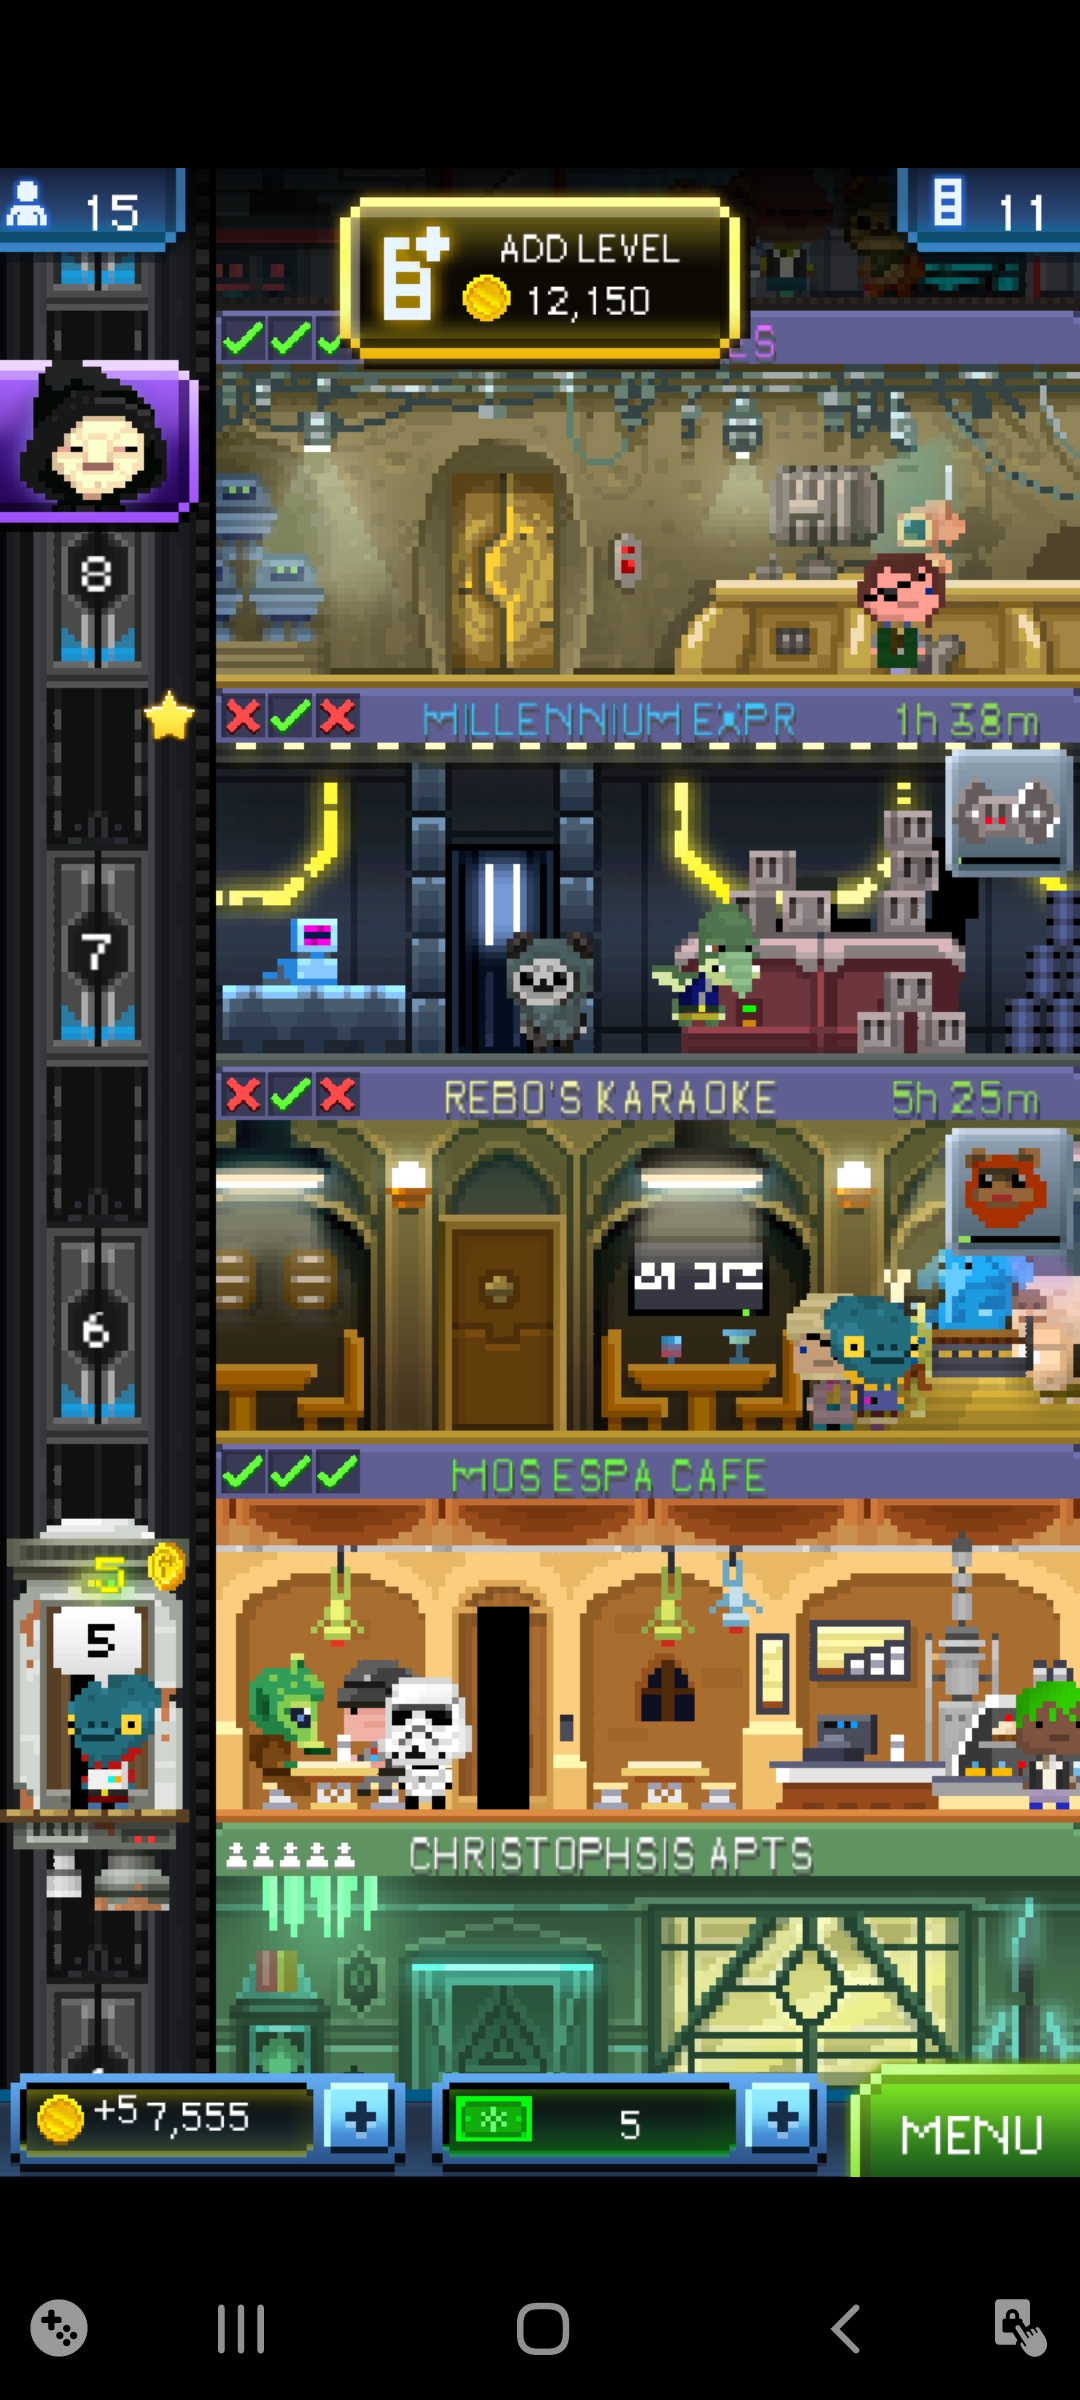 15
ADD LEVEL
12,150
11
8
MILLENNIUM EXPR
1h 38m
7
REBO'S KARAOKE
5h 25m
6
MOS ESPA CAFE
5
5
CHRISTOPHSIS APTS
+5 7,555
5
MENU